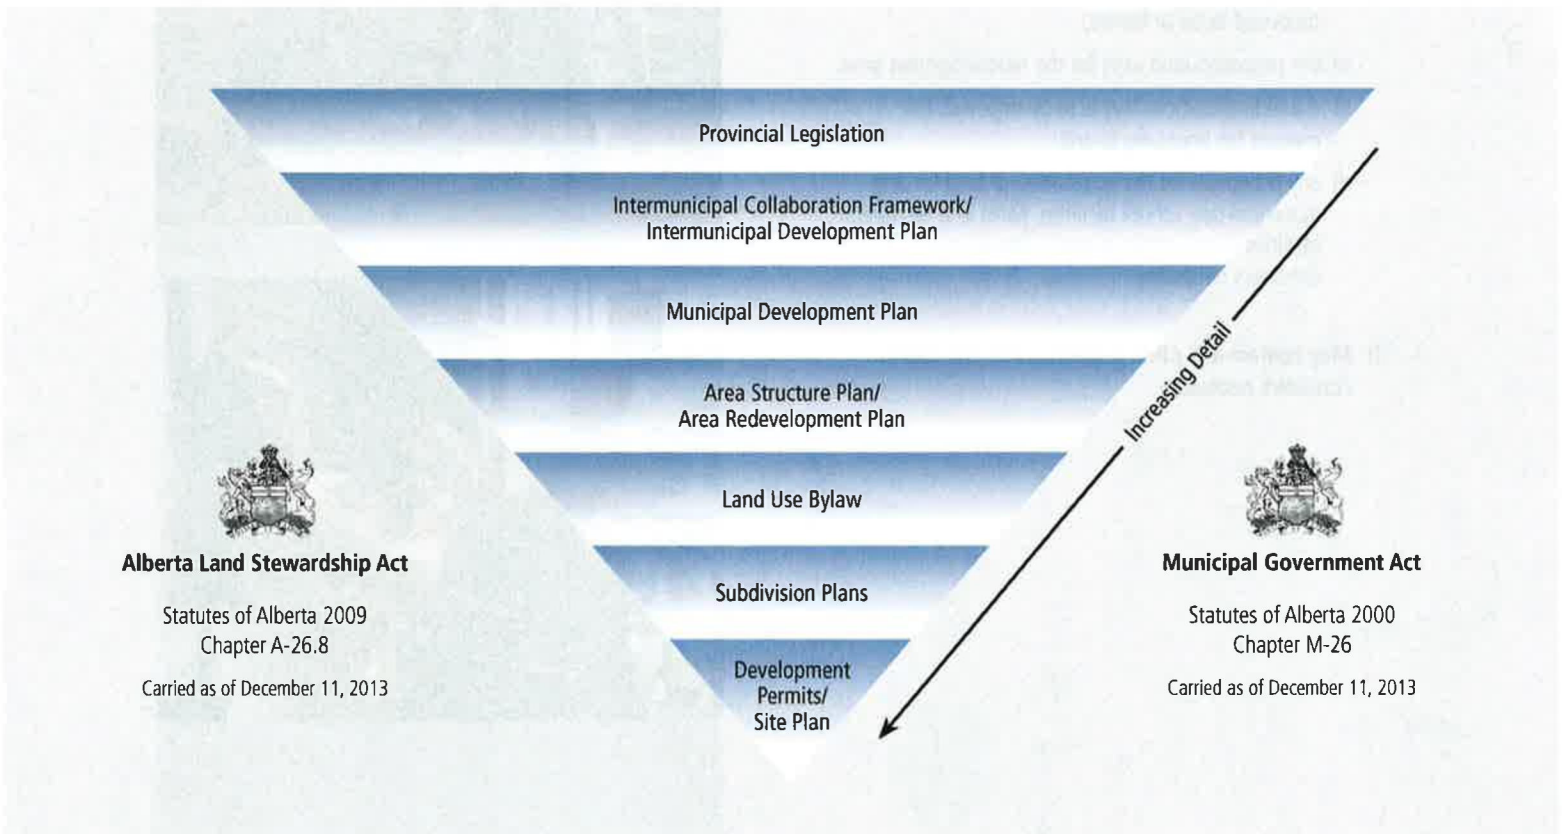 Provincial Legislation
Intermunicipal Collaboration Framework/
Intermunicipal Development Plan
Municipal Development Plan
Area Structure Plan/
Area Redevelopment Plan
Land Use Bylaw
Subdivision Plans
Development
Permits/
Site Plan
Increasing Detail
Alberta Land Stewardship Act
Statutes of Alberta 2009
Chapter A-26.8
Carried as of December 11, 2013
Municipal Government Act
Statutes of Alberta 2000
Chapter M-26
Carried as of December 11, 2013